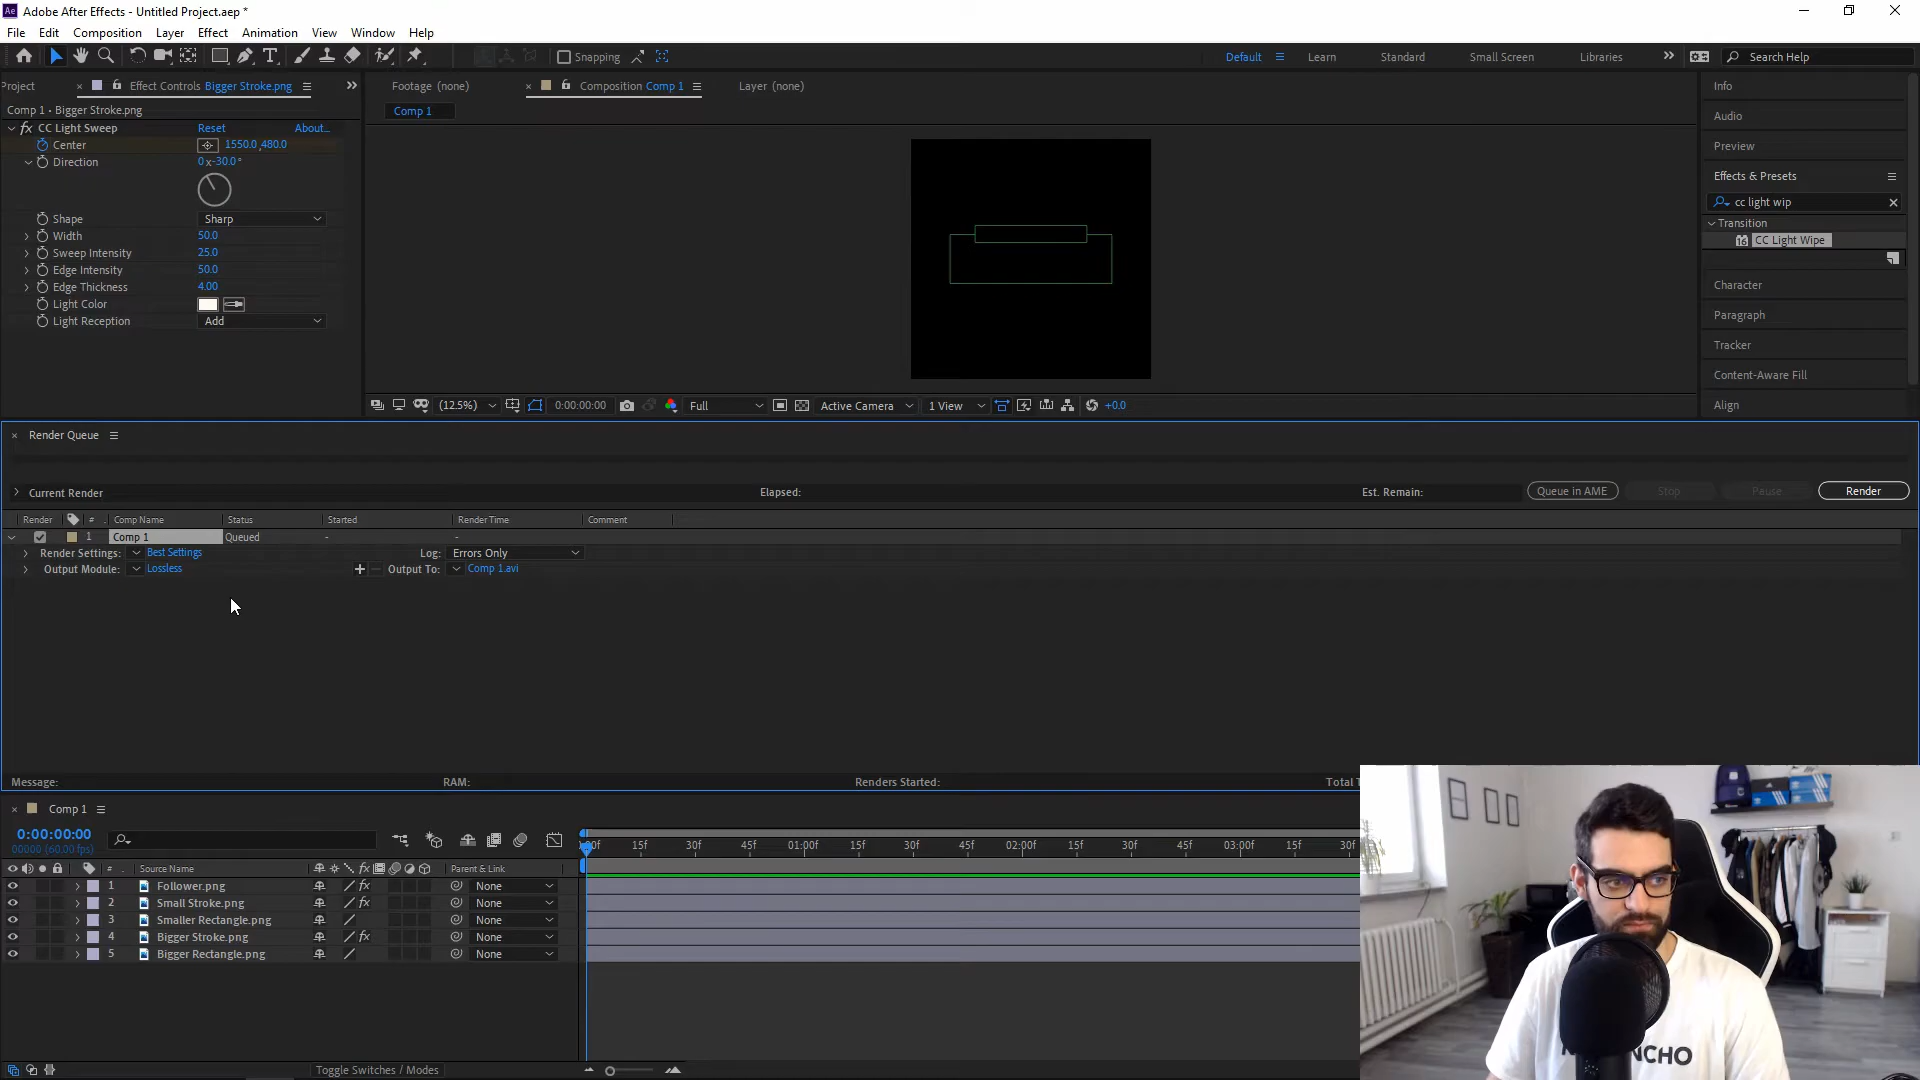 Ae Adobe After Effects - Untitled Project.aep *
File Edit Composition Layer Effect Animation View Window Help
Snapping Default Learn Standard Small Screen Libraries Search Help
Project Effect Controls Bigger Stroke.png
Footage (none) Composition Comp 1 Layer (none)
Comp 1 • Bigger Stroke.png
Comp 1
fx CC Light Sweep Reset About...
Center 1550.0,480.0
Direction 0x-30.0°
Shape Sharp
Width 50.0
Sweep Intensity 25.0
Edge Intensity 50.0
Edge Thickness 4.00
Light Color
Light Reception Add
Info
Audio
Preview
Effects & Presets
cc light wip
Transition
16 CC Light Wipe
Character
Paragraph
Tracker
Content-Aware Fill
Align
(12.5%) 0:00:00:00 Full Active Camera 1 View +0.0
Render Queue
Current Render Elapsed: Est. Remain: Queue in AME Stop Pause Render
Render # Comp Name Status Started Render Time Comment
1 Comp 1 Queued - -
Render Settings: Best Settings Log: Errors Only
Output Module: Lossless Output To: Comp 1.avi
Message: RAM: Renders Started: Total T
Comp 1
0:00:00:00
00000 (60.00 fps)
:00f 15f 30f 45f 01:00f 15f 30f 45f 02:00f 15f 30f 45f 03:00f 15f 30f
# Source Name fx Parent & Link
1 Follower.png fx None
2 Small Stroke.png fx None
3 Smaller Rectangle.png None
4 Bigger Stroke.png fx None
5 Bigger Rectangle.png None
Toggle Switches / Modes